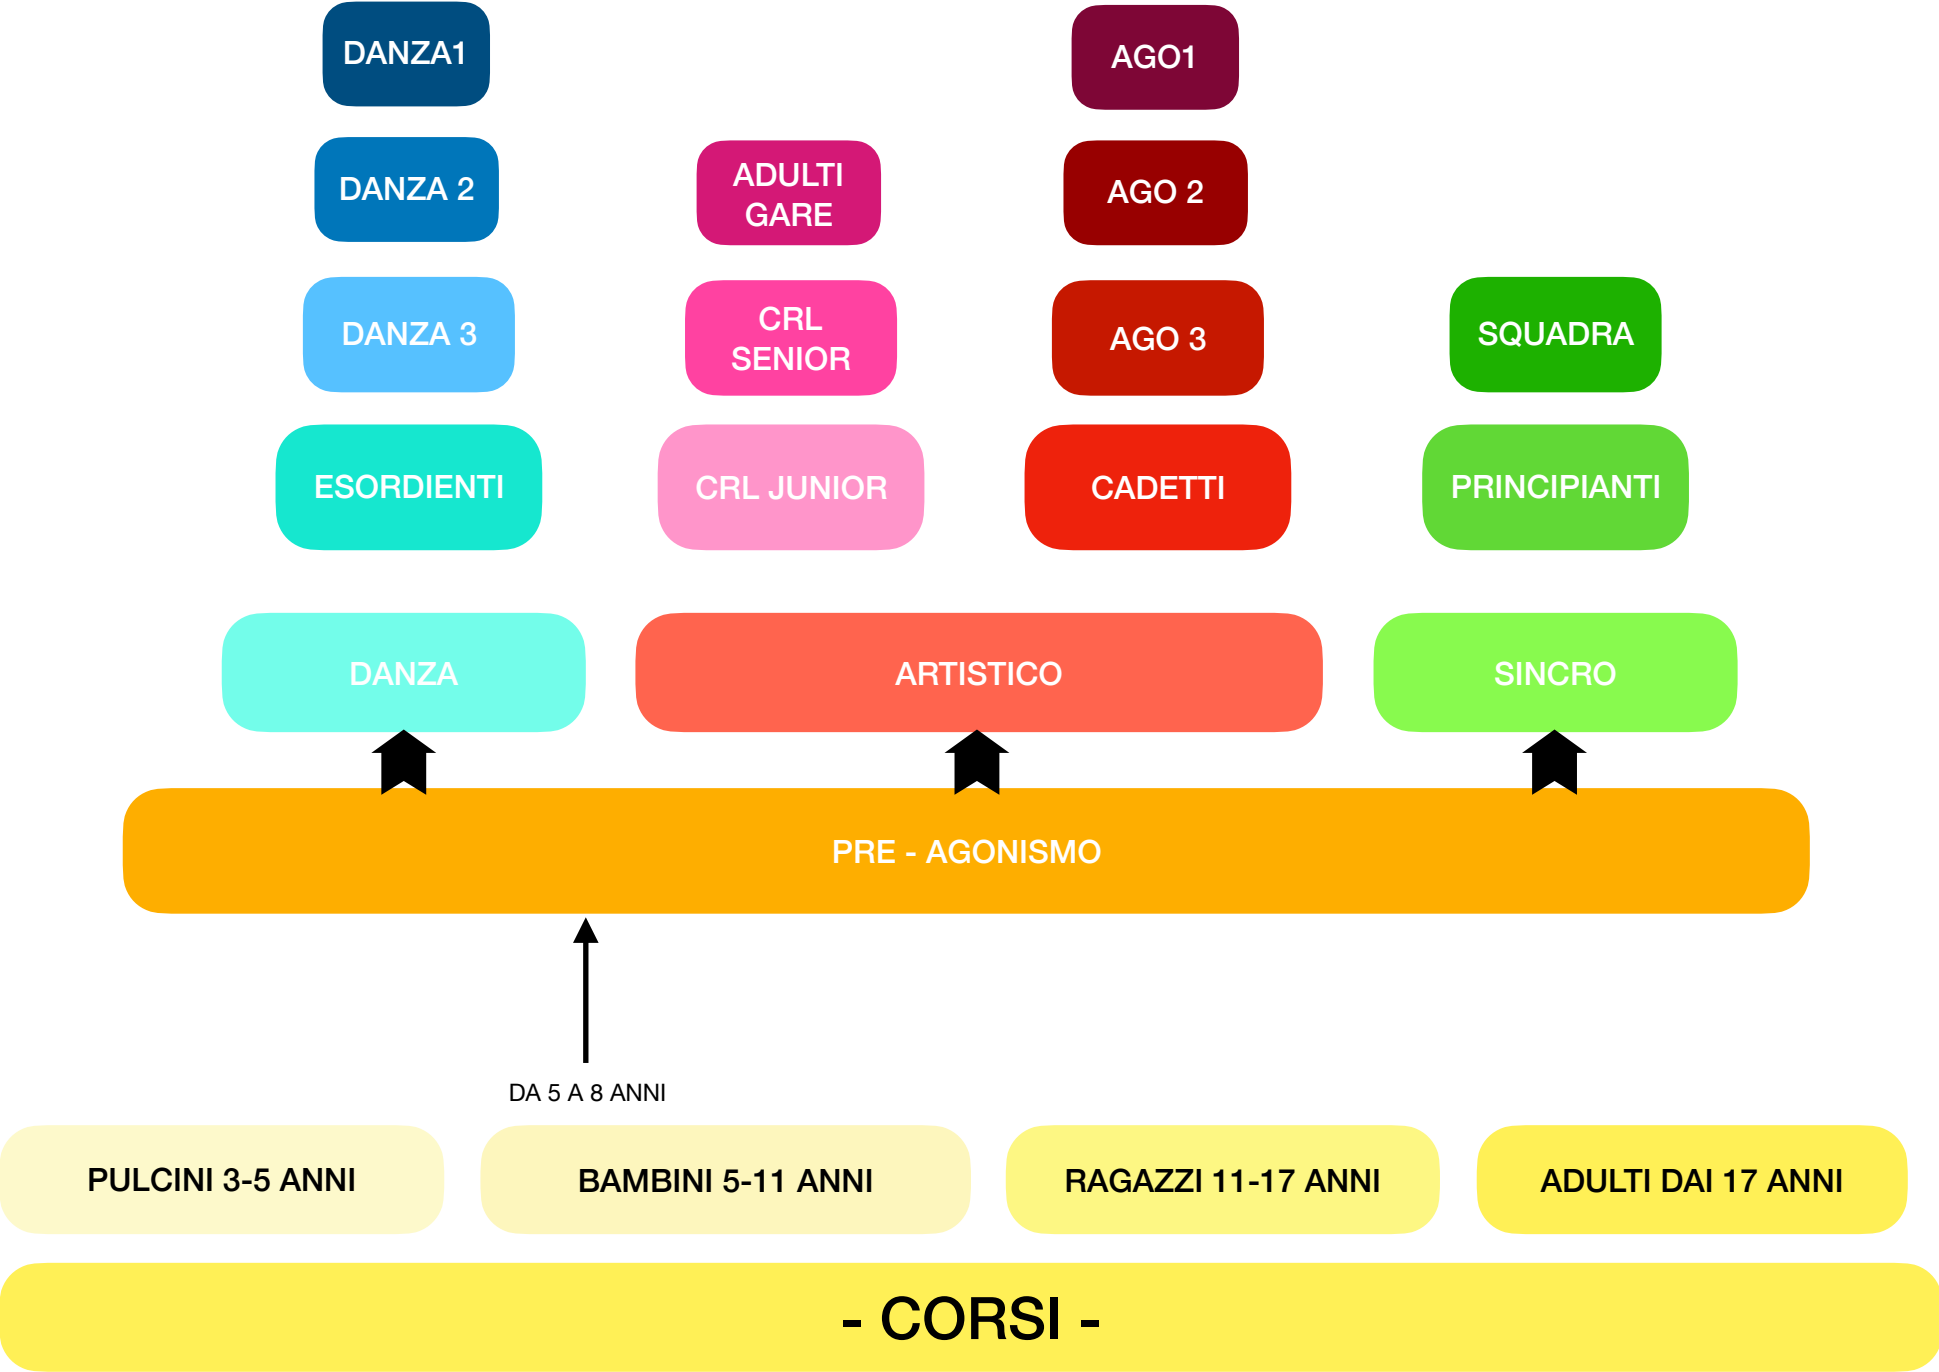 DANZA1
AGO1
DANZA 2
ADULTI
GARE
AGO 2
DANZA 3
CRL
SENIOR
AGO 3
SQUADRA
ESORDIENTI
CRL JUNIOR
CADETTI
PRINCIPIANTI
DANZA
ARTISTICO
SINCRO
PRE - AGONISMO
DA 5 A 8 ANNI
PULCINI 3-5 ANNI
BAMBINI 5-11 ANNI
RAGAZZI 11-17 ANNI
ADULTI DAI 17 ANNI
- CORSI -